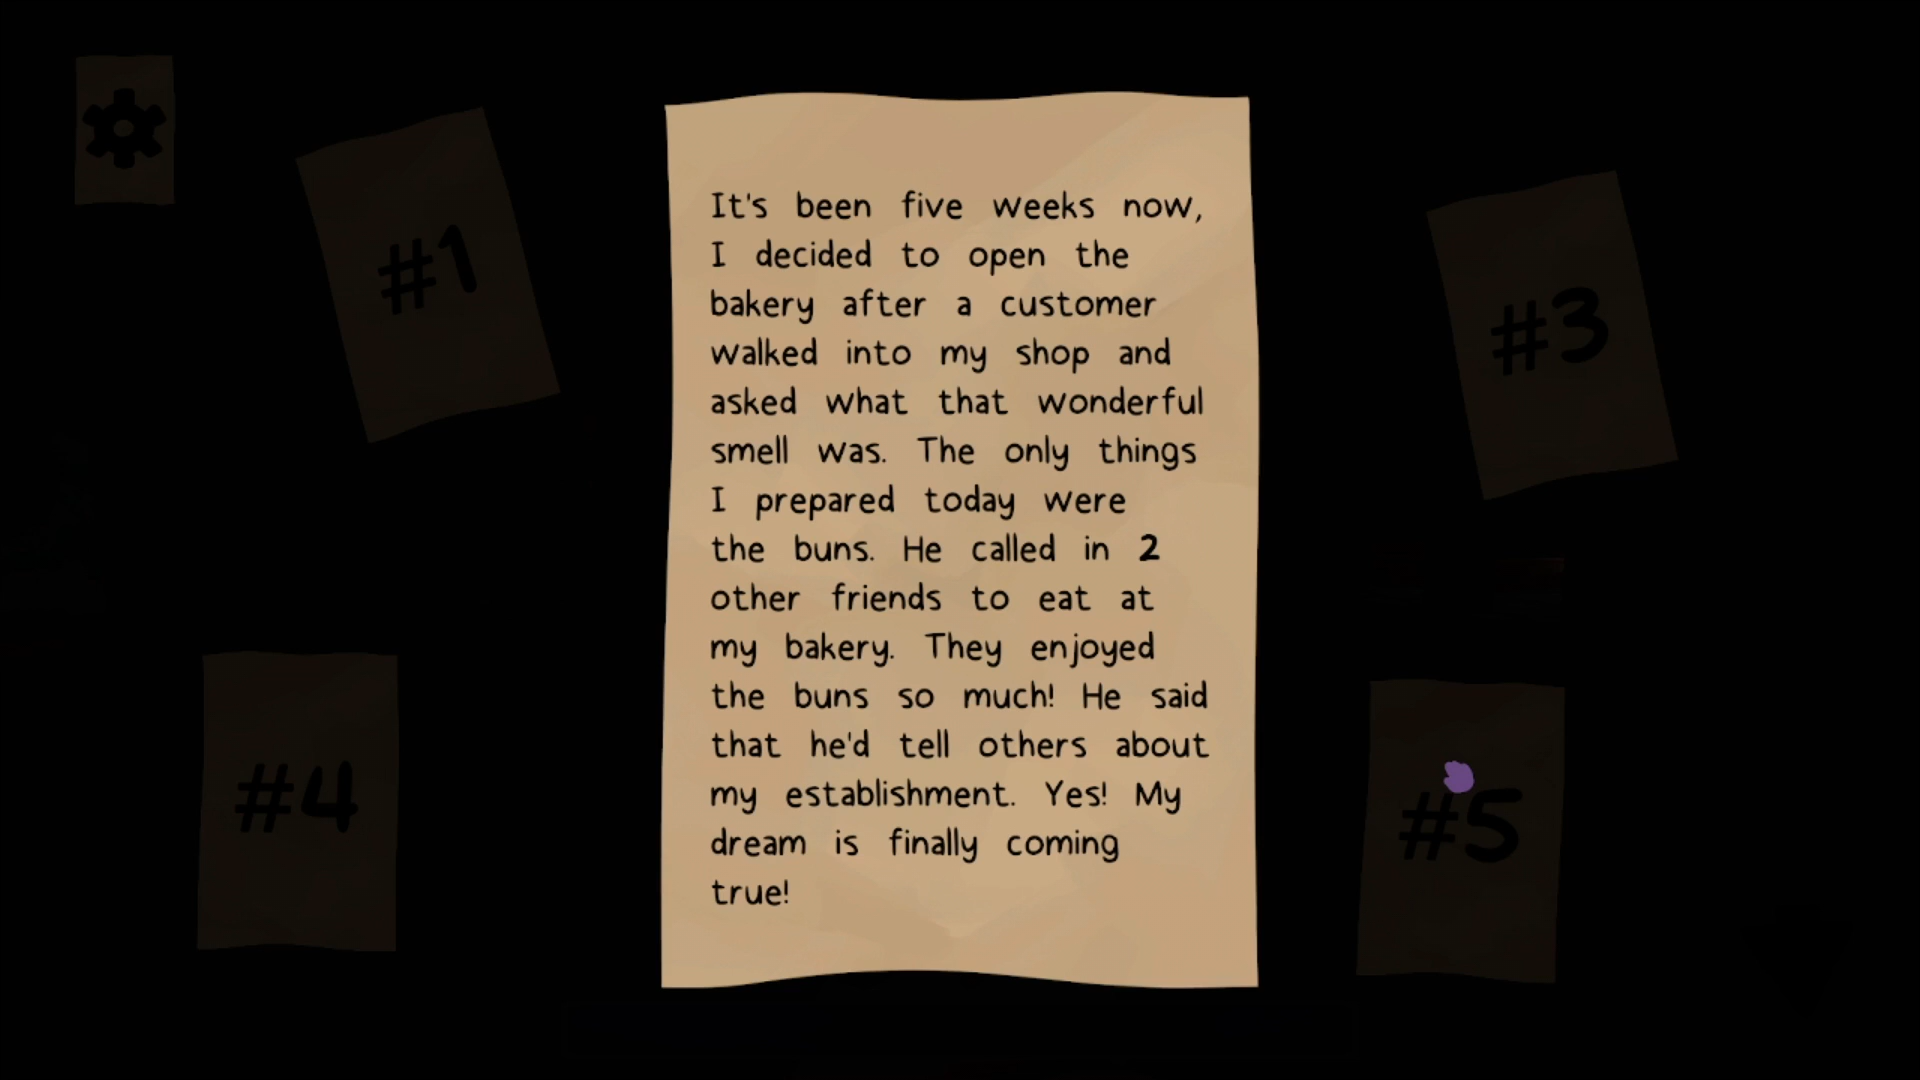 #1
It's been five weeks now,
I decided to open the
bakery after a customer
walked into my shop and
asked what that wonderful
smell was. The only things
I prepared today were
the buns. He called in 2
other friends to eat at
my bakery. They enjoyed
the buns so much! He said
that he'd tell others about
my establishment. Yes! My
dream is finally coming
true!
#3
#4
#5